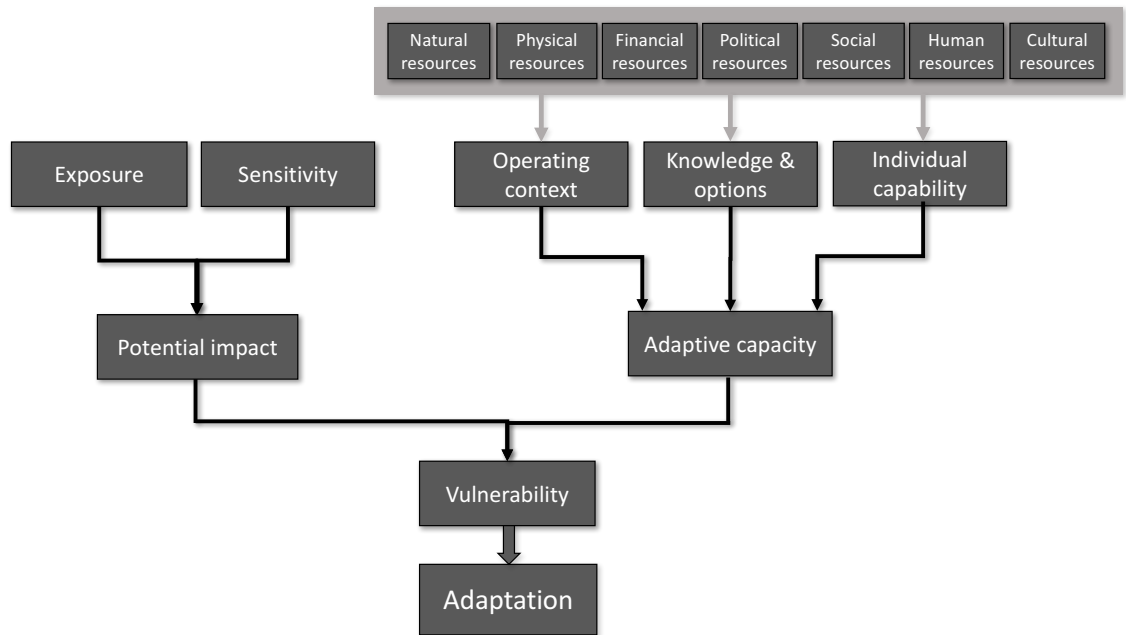 Natural
resources
Physical
resources
Financial
resources
Political
resources
Social
resources
Human
resources
Cultural
resources
Exposure
Sensitivity
Operating
context
Knowledge &
options
Individual
capability
Potential impact
Adaptive capacity
Vulnerability
Adaptation